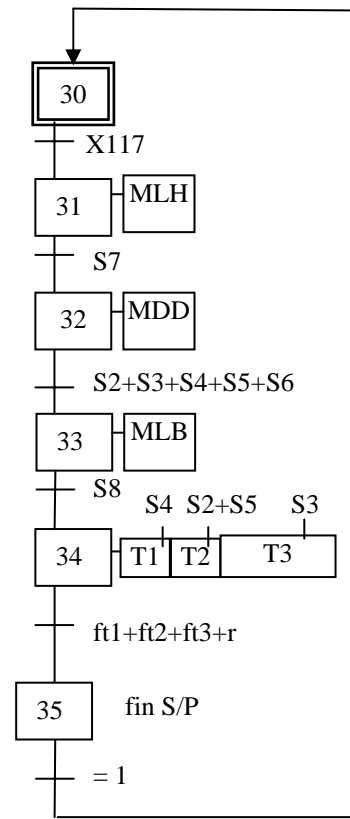 30
X117
31 MLH
S7
32 MDD
S2+S3+S4+S5+S6
33 MLB
S8
S4 S2+S5 S3
34 T1 T2 T3
ft1+ft2+ft3+r
35 fin S/P
= 1